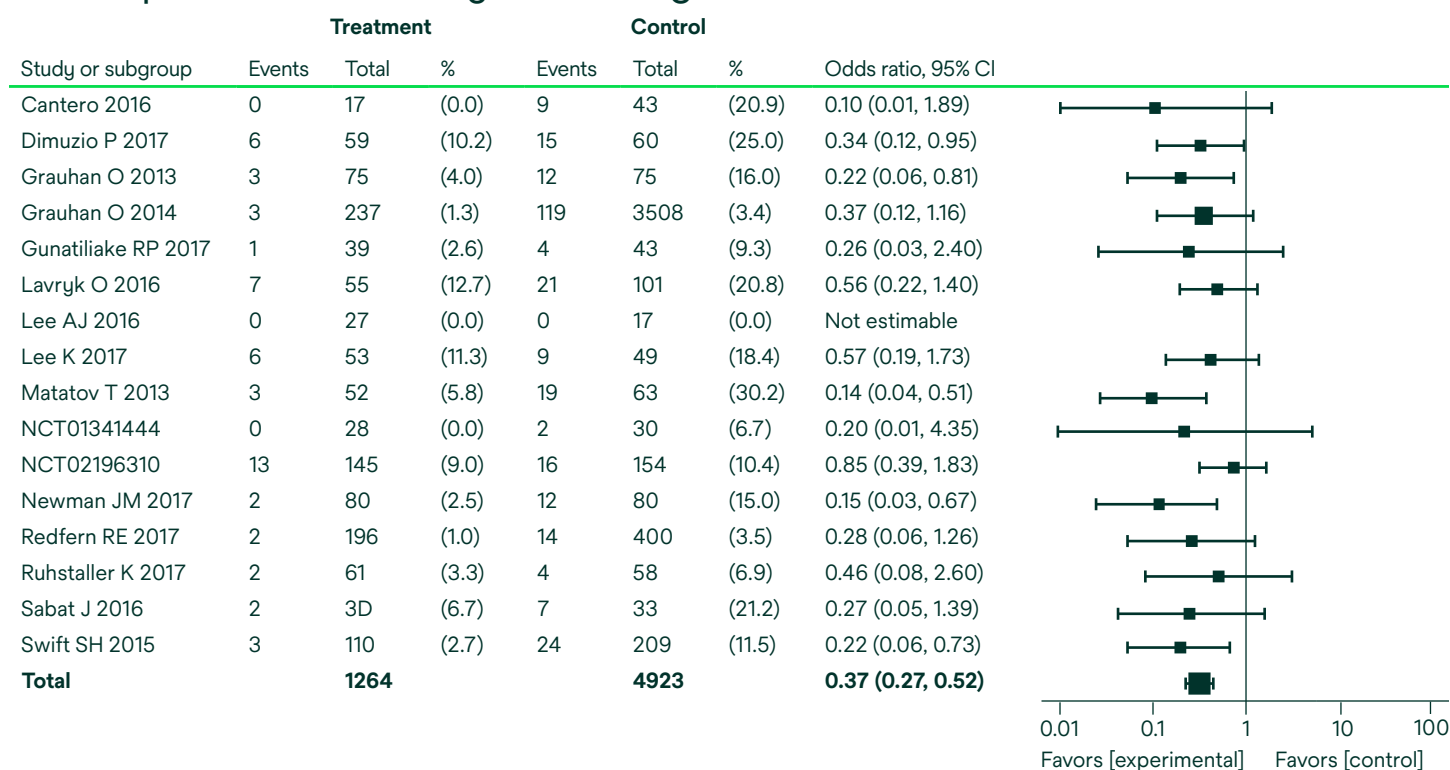 Treatment Control
Study or subgroup Events Total % Events Total % Odds ratio, 95% CI
Cantero 2016 0 17 (0.0) 9 43 (20.9) 0.10 (0.01, 1.89)
Dimuzio P 2017 6 59 (10.2) 15 60 (25.0) 0.34 (0.12, 0.95)
Grauhan O 2013 3 75 (4.0) 12 75 (16.0) 0.22 (0.06, 0.81)
Grauhan O 2014 3 237 (1.3) 119 3508 (3.4) 0.37 (0.12, 1.16)
Gunatiliake RP 2017 1 39 (2.6) 4 43 (9.3) 0.26 (0.03, 2.40)
Lavryk O 2016 7 55 (12.7) 21 101 (20.8) 0.56 (0.22, 1.40)
Lee AJ 2016 0 27 (0.0) 0 17 (0.0) Not estimable
Lee K 2017 6 53 (11.3) 9 49 (18.4) 0.57 (0.19, 1.73)
Matatov T 2013 3 52 (5.8) 19 63 (30.2) 0.14 (0.04, 0.51)
NCT01341444 0 28 (0.0) 2 30 (6.7) 0.20 (0.01, 4.35)
NCT02196310 13 145 (9.0) 16 154 (10.4) 0.85 (0.39, 1.83)
Newman JM 2017 2 80 (2.5) 12 80 (15.0) 0.15 (0.03, 0.67)
Redfern RE 2017 2 196 (1.0) 14 400 (3.5) 0.28 (0.06, 1.26)
Ruhstaller K 2017 2 61 (3.3) 4 58 (6.9) 0.46 (0.08, 2.60)
Sabat J 2016 2 3D (6.7) 7 33 (21.2) 0.27 (0.05, 1.39)
Swift SH 2015 3 110 (2.7) 24 209 (11.5) 0.22 (0.06, 0.73)
Total 1264 4923 0.37 (0.27, 0.52)
0.01 0.1 1 10 100
Favors [experimental] Favors [control]